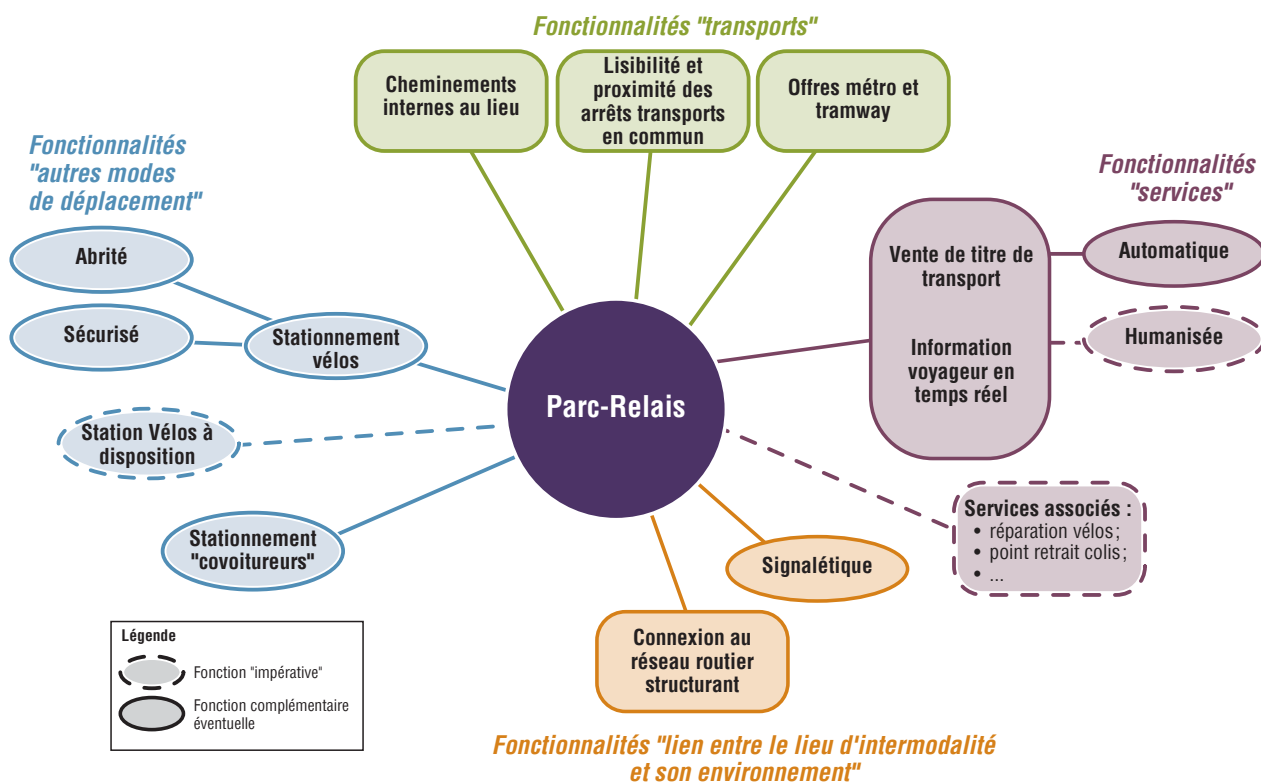 Fonctionnalités "transports"
Cheminements
internes au lieu
Lisibilité et
proximité des
arrêts transports
en commun
Offres métro et
tramway
Fonctionnalités
"autres modes
de déplacement"
Abrité
Sécurisé
Stationnement
vélos
Station Vélos à
disposition
Stationnement
"covoitureurs"
Parc-Relais
Fonctionnalités
"services"
Vente de titre de
transport
Information
voyageur en
temps réel
Automatique
Humanisée
Services associés :
• réparation vélos;
• point retrait colis;
• ...
Signalétique
Connexion au
réseau routier
structurant
Fonctionnalités "lien entre le lieu d'intermodalité
et son environnement"
Légende
Fonction "impérative"
Fonction complémentaire
éventuelle